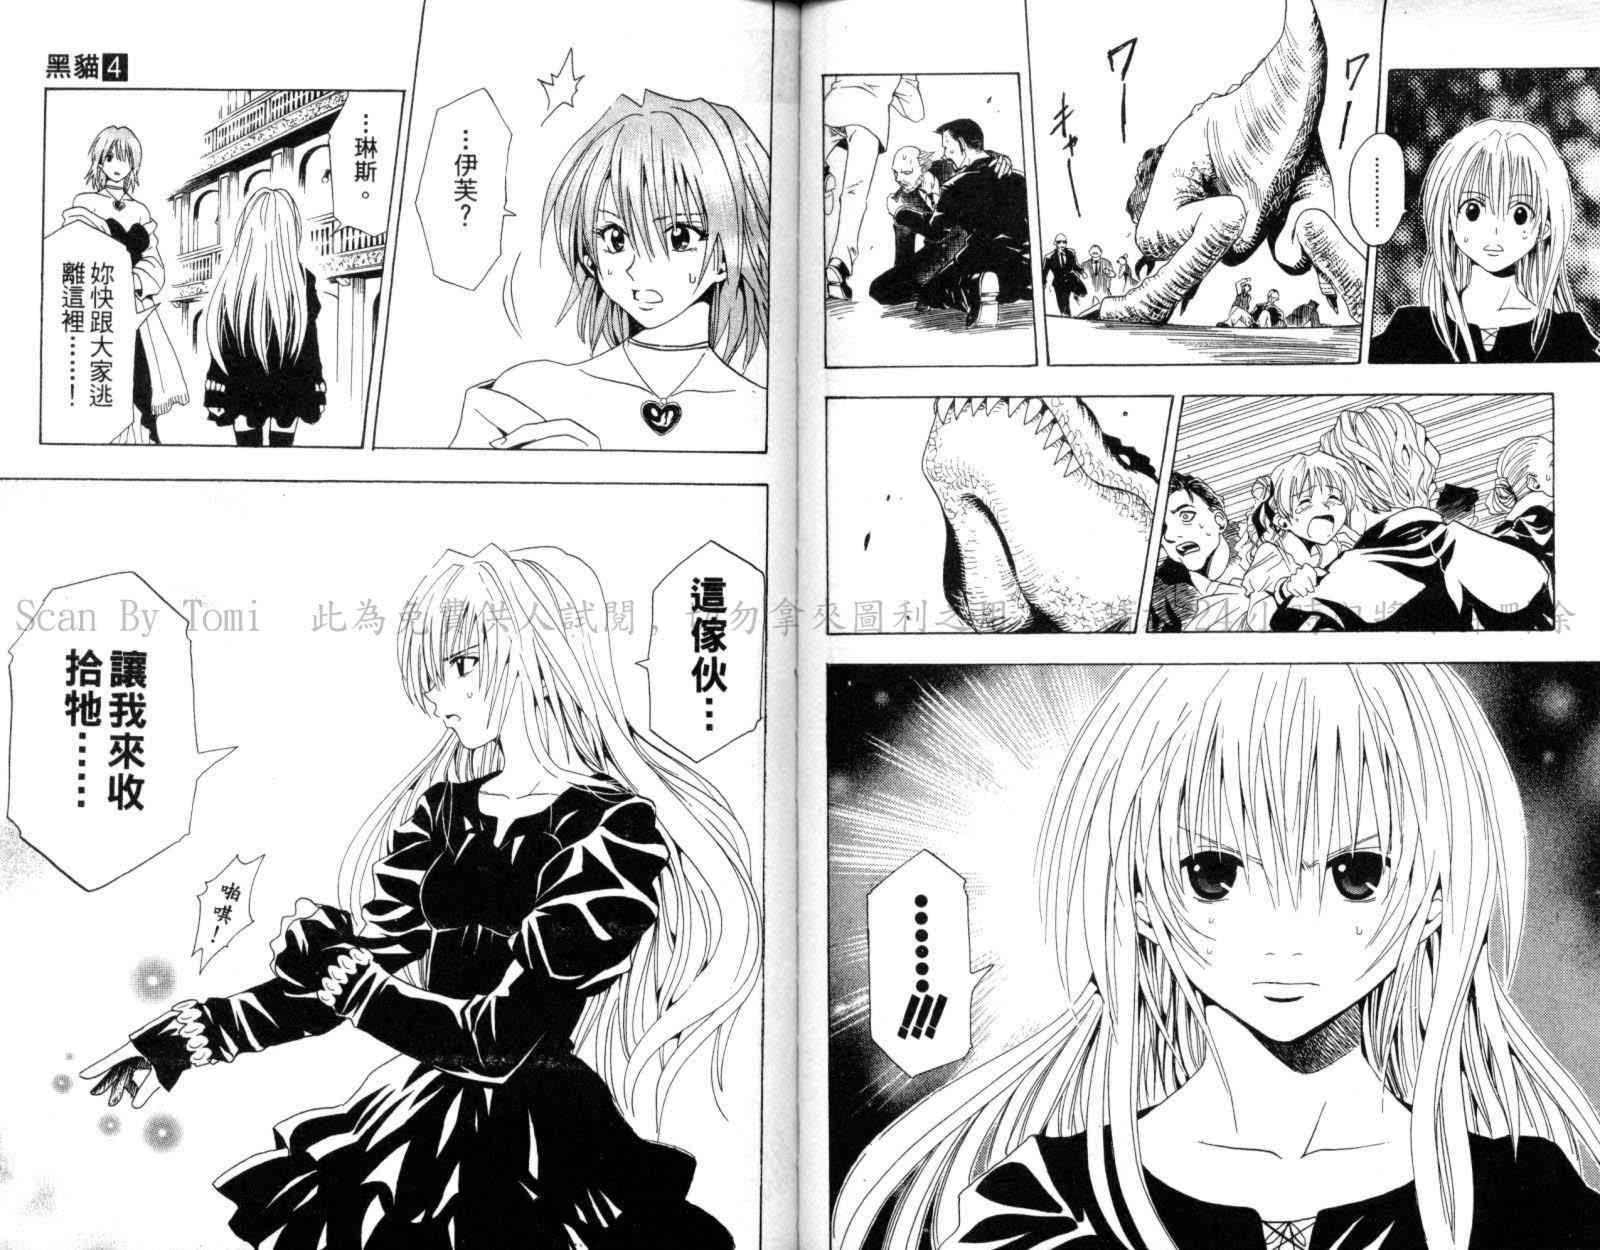 黑貓4
ワー
ワー
キャー
…………
………!!!
…伊芙?
…琳斯。
妳快跟大家逃
離這裡……!
這傢伙…
讓我來收
拾牠……
啪哄!
Scan By Tomi 此為免費供人試閱,勿拿來圖利之用